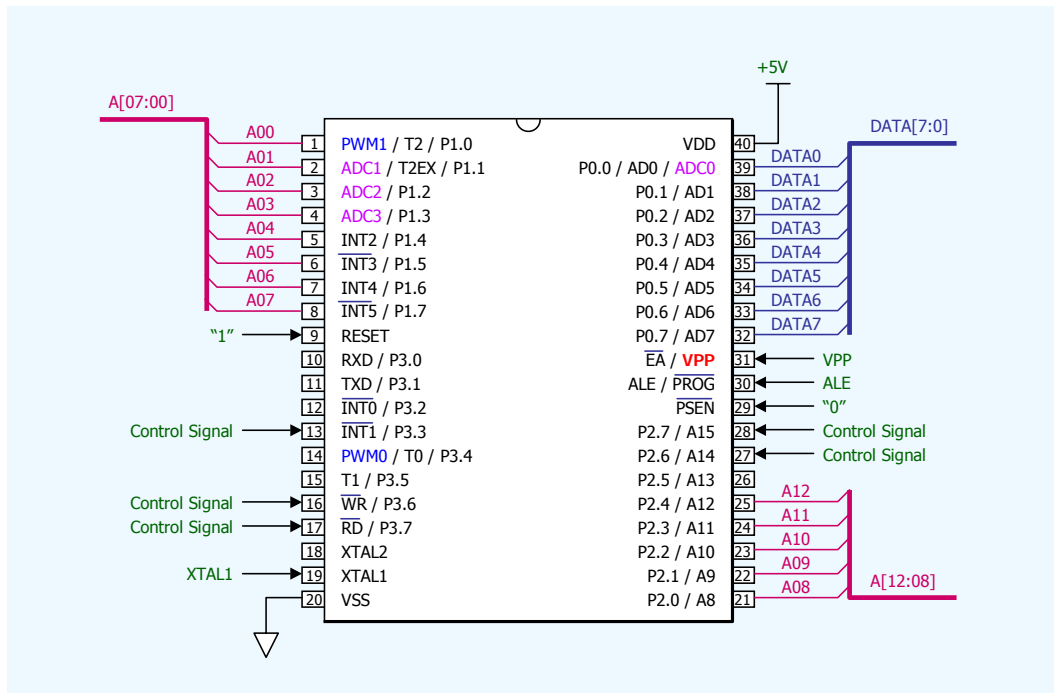 +5V
A[07:00]
DATA[7:0]
A00 1 PWM1 / T2 / P1.0 VDD 40
A01 2 ADC1 / T2EX / P1.1 P0.0 / AD0 / ADC0 39 DATA0
A02 3 ADC2 / P1.2 P0.1 / AD1 38 DATA1
A03 4 ADC3 / P1.3 P0.2 / AD2 37 DATA2
A04 5 INT2 / P1.4 P0.3 / AD3 36 DATA3
A05 6 INT3 / P1.5 P0.4 / AD4 35 DATA4
A06 7 INT4 / P1.6 P0.5 / AD5 34 DATA5
A07 8 INT5 / P1.7 P0.6 / AD6 33 DATA6
“1” 9 RESET P0.7 / AD7 32 DATA7
10 RXD / P3.0 EA / VPP 31 VPP
11 TXD / P3.1 ALE / PROG 30 ALE
12 INT0 / P3.2 PSEN 29 “0”
Control Signal 13 INT1 / P3.3 P2.7 / A15 28 Control Signal
14 PWM0 / T0 / P3.4 P2.6 / A14 27 Control Signal
15 T1 / P3.5 P2.5 / A13 26
Control Signal 16 WR / P3.6 P2.4 / A12 25 A12
Control Signal 17 RD / P3.7 P2.3 / A11 24 A11
18 XTAL2 P2.2 / A10 23 A10
XTAL1 19 XTAL1 P2.1 / A9 22 A09
20 VSS P2.0 / A8 21 A08
A[12:08]